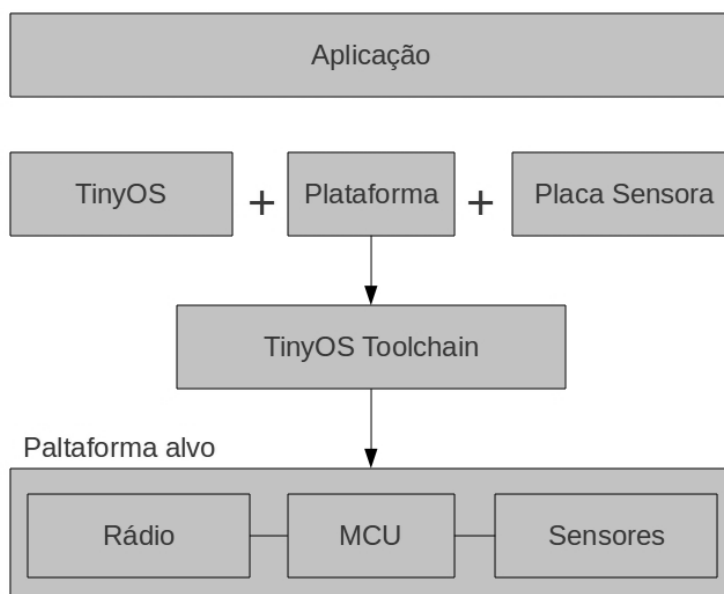 Aplicação
TinyOS + Plataforma + Placa Sensora
TinyOS Toolchain
Paltaforma alvo
Rádio MCU Sensores